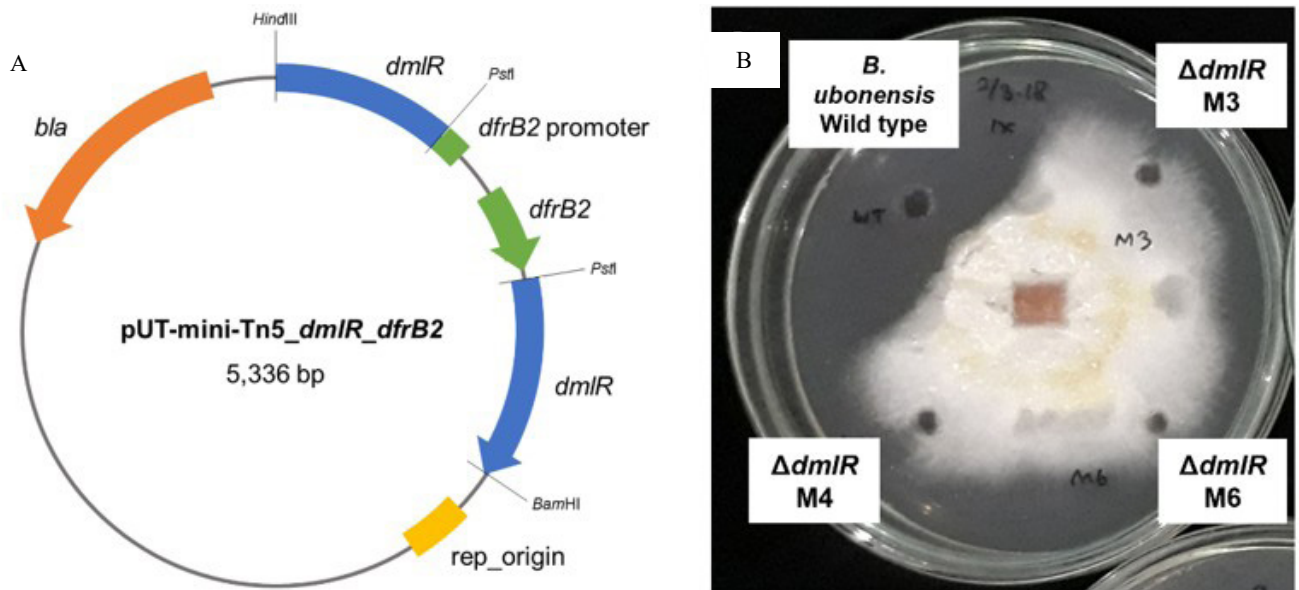 A
HindIII
dmlR
PstI
dfrB2 promoter
dfrB2
PstI
dmlR
BamHI
rep_origin
bla
pUT-mini-Tn5_dmlR_dfrB2
5,336 bp
B
B.
ubonensis
Wild type
ΔdmlR
M3
WT
M3
ΔdmlR
M4
M6
ΔdmlR
M6